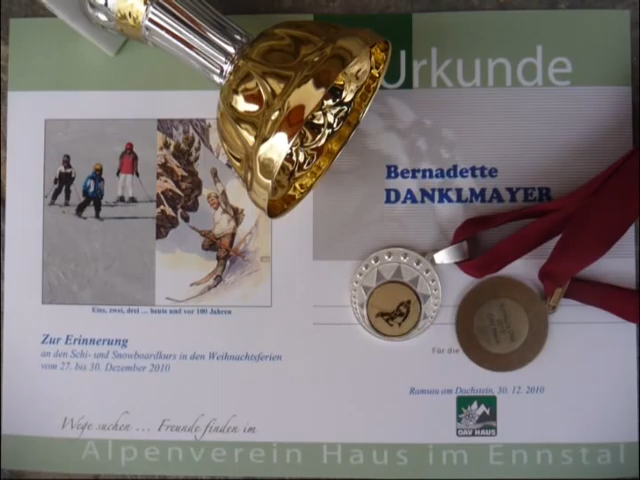 Urkunde
Bernadette
DANKLMAYER
Eins, zwei, drei ... heute und vor 100 Jahren
Zur Erinnerung
an den Schi- und Snowboardkurs in den Weihnachtsferien
vom 27. bis 30. Dezember 2010
Für die
Ramsau am Dachstein, 30. 12. 2010
OAV HAUS
Wege suchen ... Freunde finden im
Alpenverein Haus im Ennstal